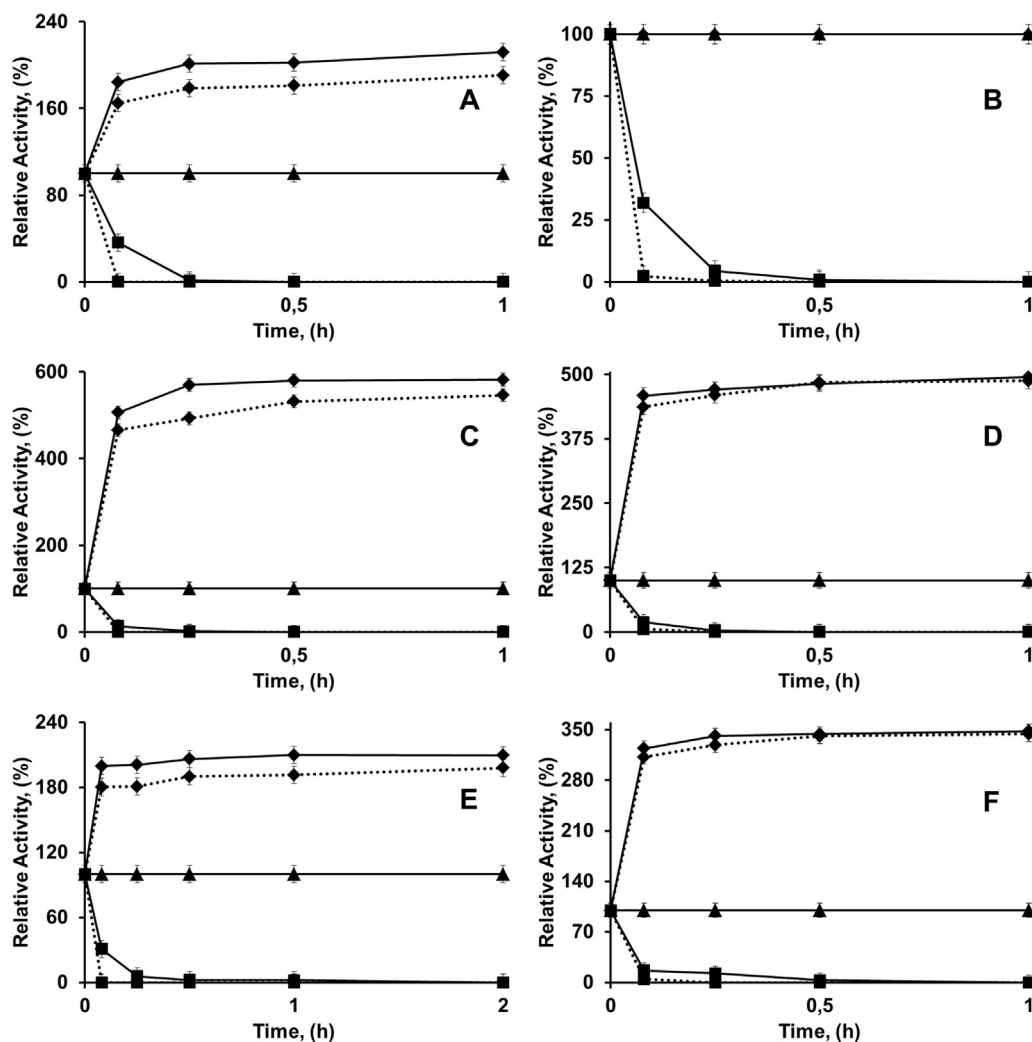 240
160
80
0
Relative Activity, (%)
A
0
0,5
1
Time, (h)
100
75
50
25
0
Relative Activity, (%)
B
0
0,5
1
Time, (h)
600
400
200
0
Relative Activity, (%)
C
0
0,5
1
Time, (h)
500
375
250
125
0
Relative Activity, (%)
D
0
0,5
1
Time, (h)
240
180
120
60
0
Relative Activity, (%)
E
0
1
2
Time, (h)
350
280
210
140
70
0
Relative Activity, (%)
F
0
0,5
1
Time, (h)